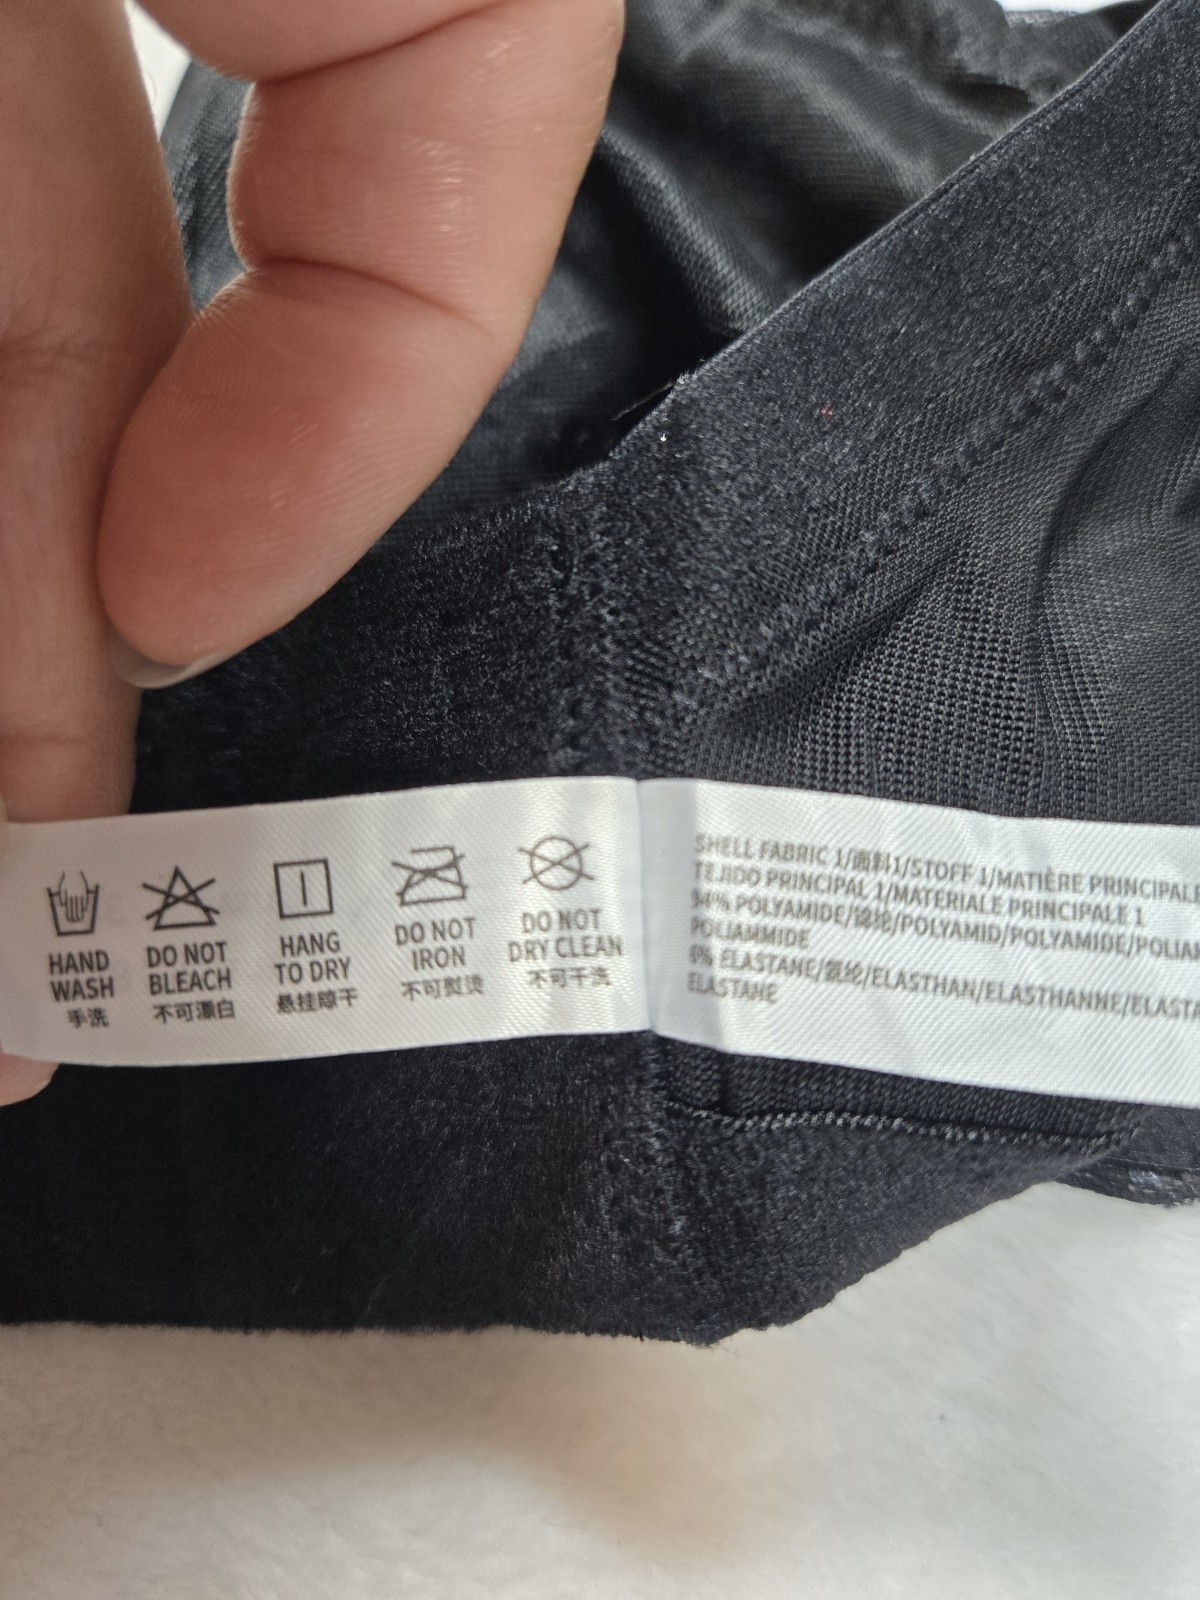 HAND
WASH
手洗
DO NOT
BLEACH
不可漂白
HANG
TO DRY
悬挂晾干
DO NOT
IRON
不可熨烫
DO NOT
DRY CLEAN
不可干洗
SHELL FABRIC 1/面料1/STOFF 1/MATIÈRE PRINCIPALE
TEJIDO PRINCIPAL 1/MATERIALE PRINCIPALE 1
94% POLYAMIDE/锦纶/POLYAMID/POLYAMIDE/
POLIAMMIDE
6% ELASTANE/氨纶/ELASTHAN/ELASTHANNE/
ELASTANE